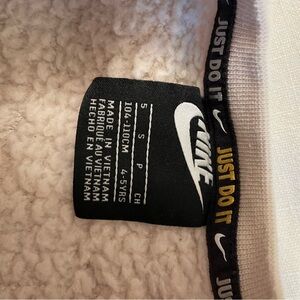 NIKE
5 S P CH
104-110CM 4-5YRS
MADE IN VIETNAM
FABRIQUÉ AU VIETNAM
HECHO EN VIETNAM
JUST DO IT
JUST DO IT
JUST DO IT